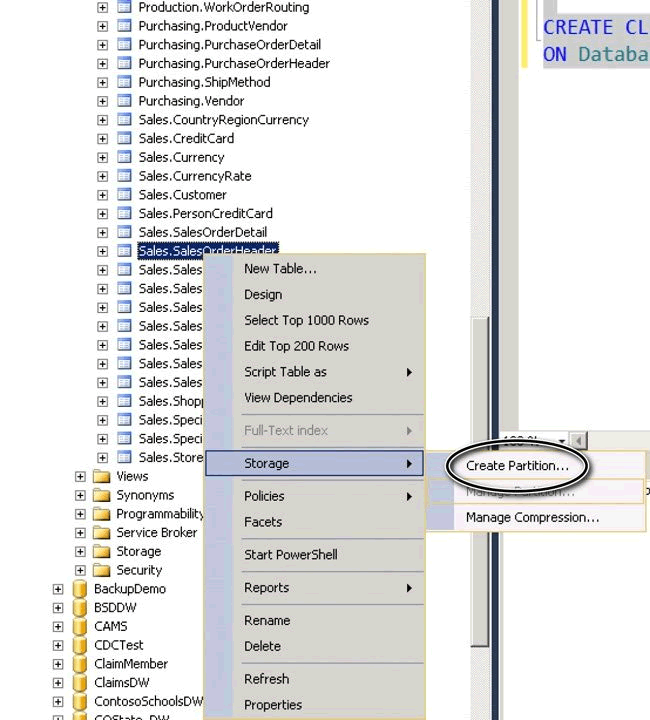 Production.WorkOrderRouting
Purchasing.ProductVendor
Purchasing.PurchaseOrderDetail
Purchasing.PurchaseOrderHeader
Purchasing.ShipMethod
Purchasing.Vendor
Sales.CountryRegionCurrency
Sales.CreditCard
Sales.Currency
Sales.CurrencyRate
Sales.Customer
Sales.PersonCreditCard
Sales.SalesOrderDetail
Sales.SalesOrderHeader
Sales.Sales
Sales.Sales
Sales.Sales
Sales.Sales
Sales.Sales
Sales.Sales
Sales.Sales
Sales.Shop
Sales.Speci
Sales.Speci
Sales.Store
Views
Synonyms
Programmability
Service Broker
Storage
Security
BackupDemo
BSDDW
CAMS
CDCTest
ClaimMember
ClaimsDW
ContosoSchoolsDW
New Table...
Design
Select Top 1000 Rows
Edit Top 200 Rows
Script Table as
View Dependencies
Full-Text index
Storage
Policies
Facets
Start PowerShell
Reports
Rename
Delete
Refresh
Properties
Create Partition...
Manage Partition...
Manage Compression...
CREATE CL
ON Databa